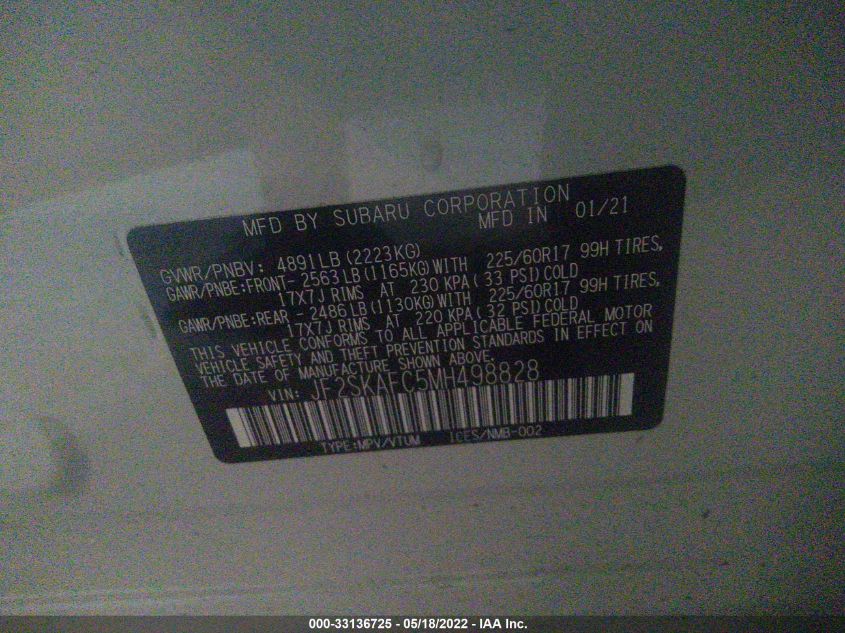 MFD BY SUBARU CORPORATION
MFD IN 01/21
GVWR/PNBV: 4891LB(2223KG)
GAWR/PNBE:FRONT- 2563LB(1165KG)WITH 225/60R17 99H TIRES,
17X7J RIMS AT 230 KPA(33 PSI)COLD
GAWR/PNBE:REAR - 2486LB(1130KG)WITH 225/60R17 99H TIRES,
17X7J RIMS AT 220 KPA(32 PSI)COLD
THIS VEHICLE CONFORMS TO ALL APPLICABLE FEDERAL MOTOR
VEHICLE SAFETY AND THEFT PREVENTION STANDARDS IN EFFECT ON
THE DATE OF MANUFACTURE SHOWN ABOVE.
VIN: JF2SKAFC5MH498828
TYPE:MPV/VTUM ICES/NMB-002
000-33136725 - 05/18/2022 - IAA Inc.